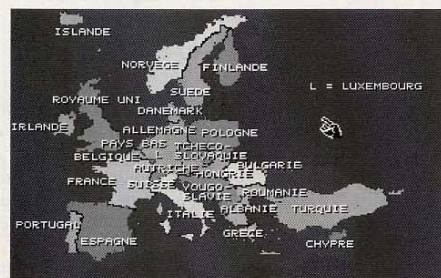 ISLANDE
NORVEGE
FINLANDE
SUEDE
L = LUXEMBOURG
ROYAUME UNI
DANEMARK
IRLANDE
ALLEMAGNE
POLOGNE
PAYS BAS
TCHECO-
BELGIQUE
L
SLOVAQUIE
AUTRICHE
BULGARIE
HONGRIE
FRANCE
SUISSE
YOUGO-
SLAVIE
ROUMANIE
ALBANIE
TURQUIE
ITALIE
PORTUGAL
ESPAGNE
GRECE
CHYPRE